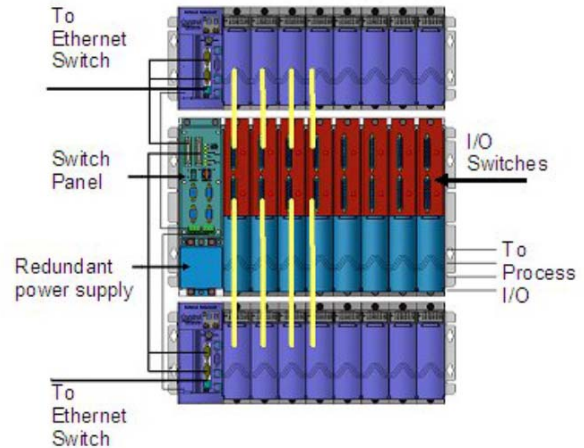 To
Ethernet
Switch
Switch
Panel
I/O
Switches
Redundant
power supply
To
Process
I/O
To
Ethernet
Switch